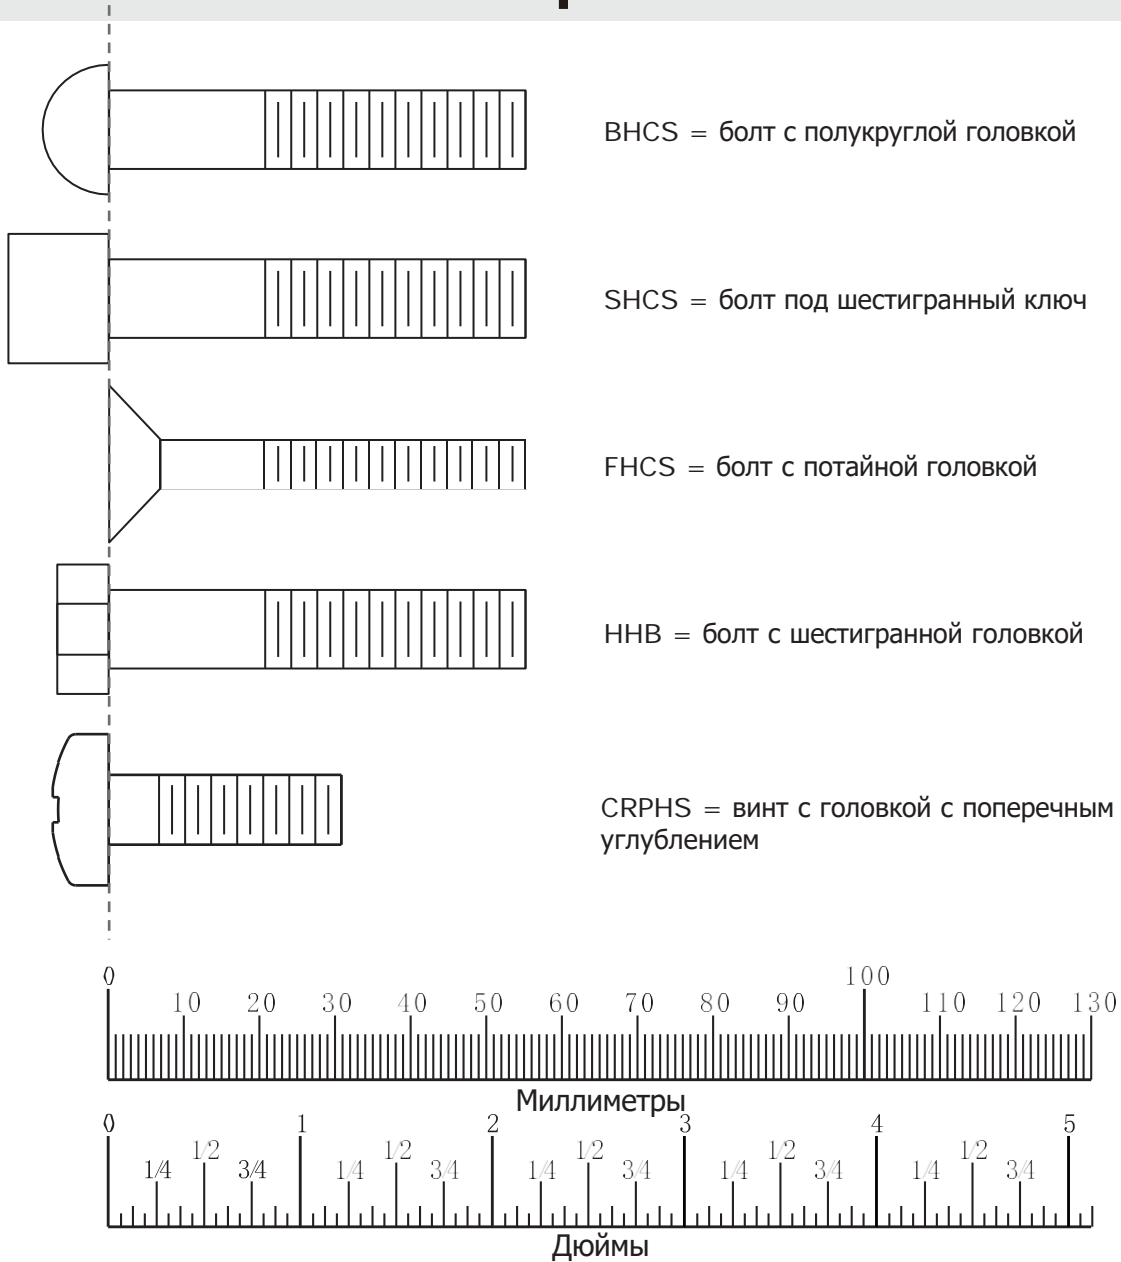 BHCS = болт с полукруглой головкой
SHCS = болт под шестигранный ключ
FHCS = болт с потайной головкой
HHB = болт с шестигранной головкой
CRPHS = винт с головкой с поперечным
углублением
0 10 20 30 40 50 60 70 80 90 100 110 120 130
Миллиметры
0 1/4 1/2 3/4 1 1/4 1/2 3/4 2 1/4 1/2 3/4 3 1/4 1/2 3/4 4 1/4 1/2 3/4 5
Дюймы